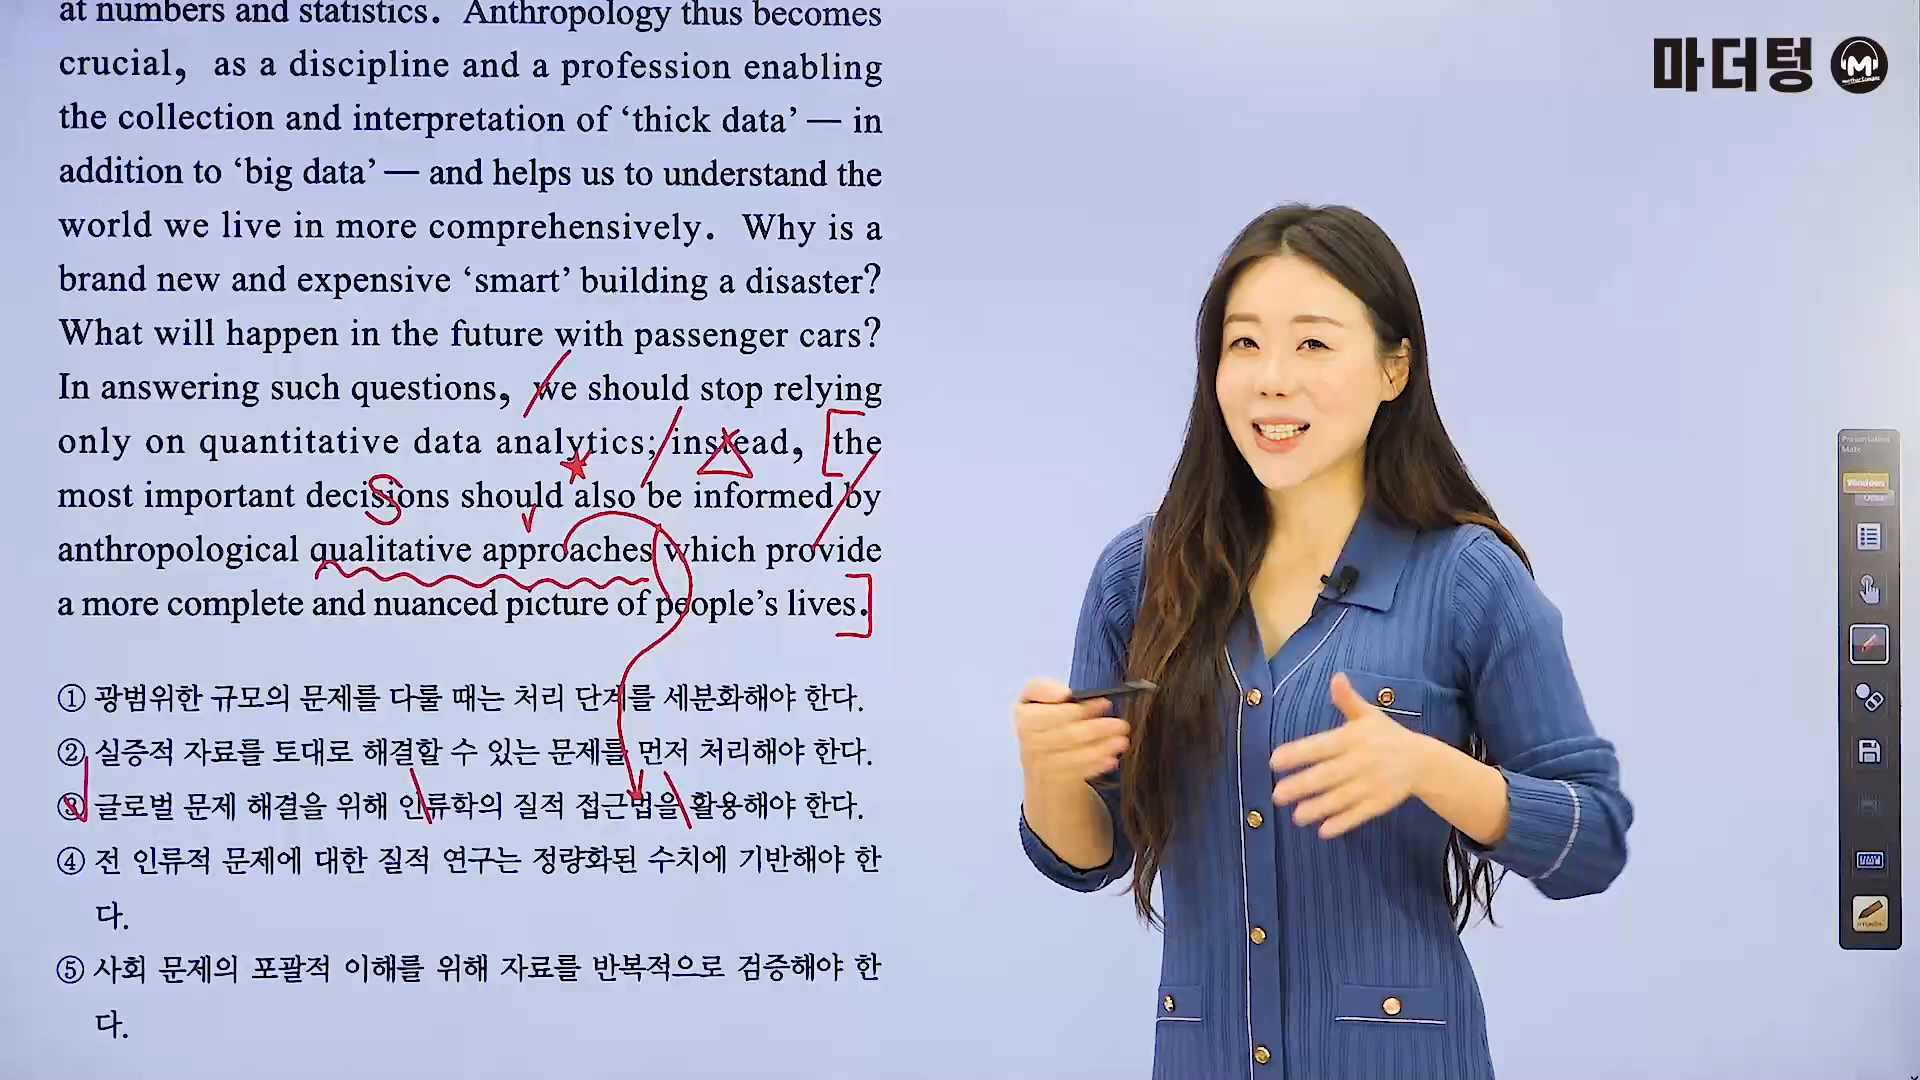 at numbers and statistics. Anthropology thus becomes
crucial, as a discipline and a profession enabling
the collection and interpretation of ‘thick data’ — in
addition to ‘big data’ — and helps us to understand the
world we live in more comprehensively. Why is a
brand new and expensive ‘smart’ building a disaster?
What will happen in the future with passenger cars?
In answering such questions, we should stop relying
only on quantitative data analytics; instead, the
most important decisions should also be informed by
anthropological qualitative approaches which provide
a more complete and nuanced picture of people’s lives.
① 광범위한 규모의 문제를 다룰 때는 처리 단계를 세분화해야 한다.
② 실증적 자료를 토대로 해결할 수 있는 문제를 먼저 처리해야 한다.
③ 글로벌 문제 해결을 위해 인류학의 질적 접근법을 활용해야 한다.
④ 전 인류적 문제에 대한 질적 연구는 정량화된 수치에 기반해야 한
다.
⑤ 사회 문제의 포괄적 이해를 위해 자료를 반복적으로 검증해야 한
다.
S
마더텅 M
Windows